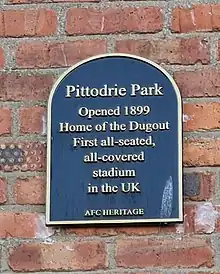 Pittodrie Park
Opened 1899
Home of the Dugout
First all-seated,
all-covered
stadium
in the UK
AFC HERITAGE